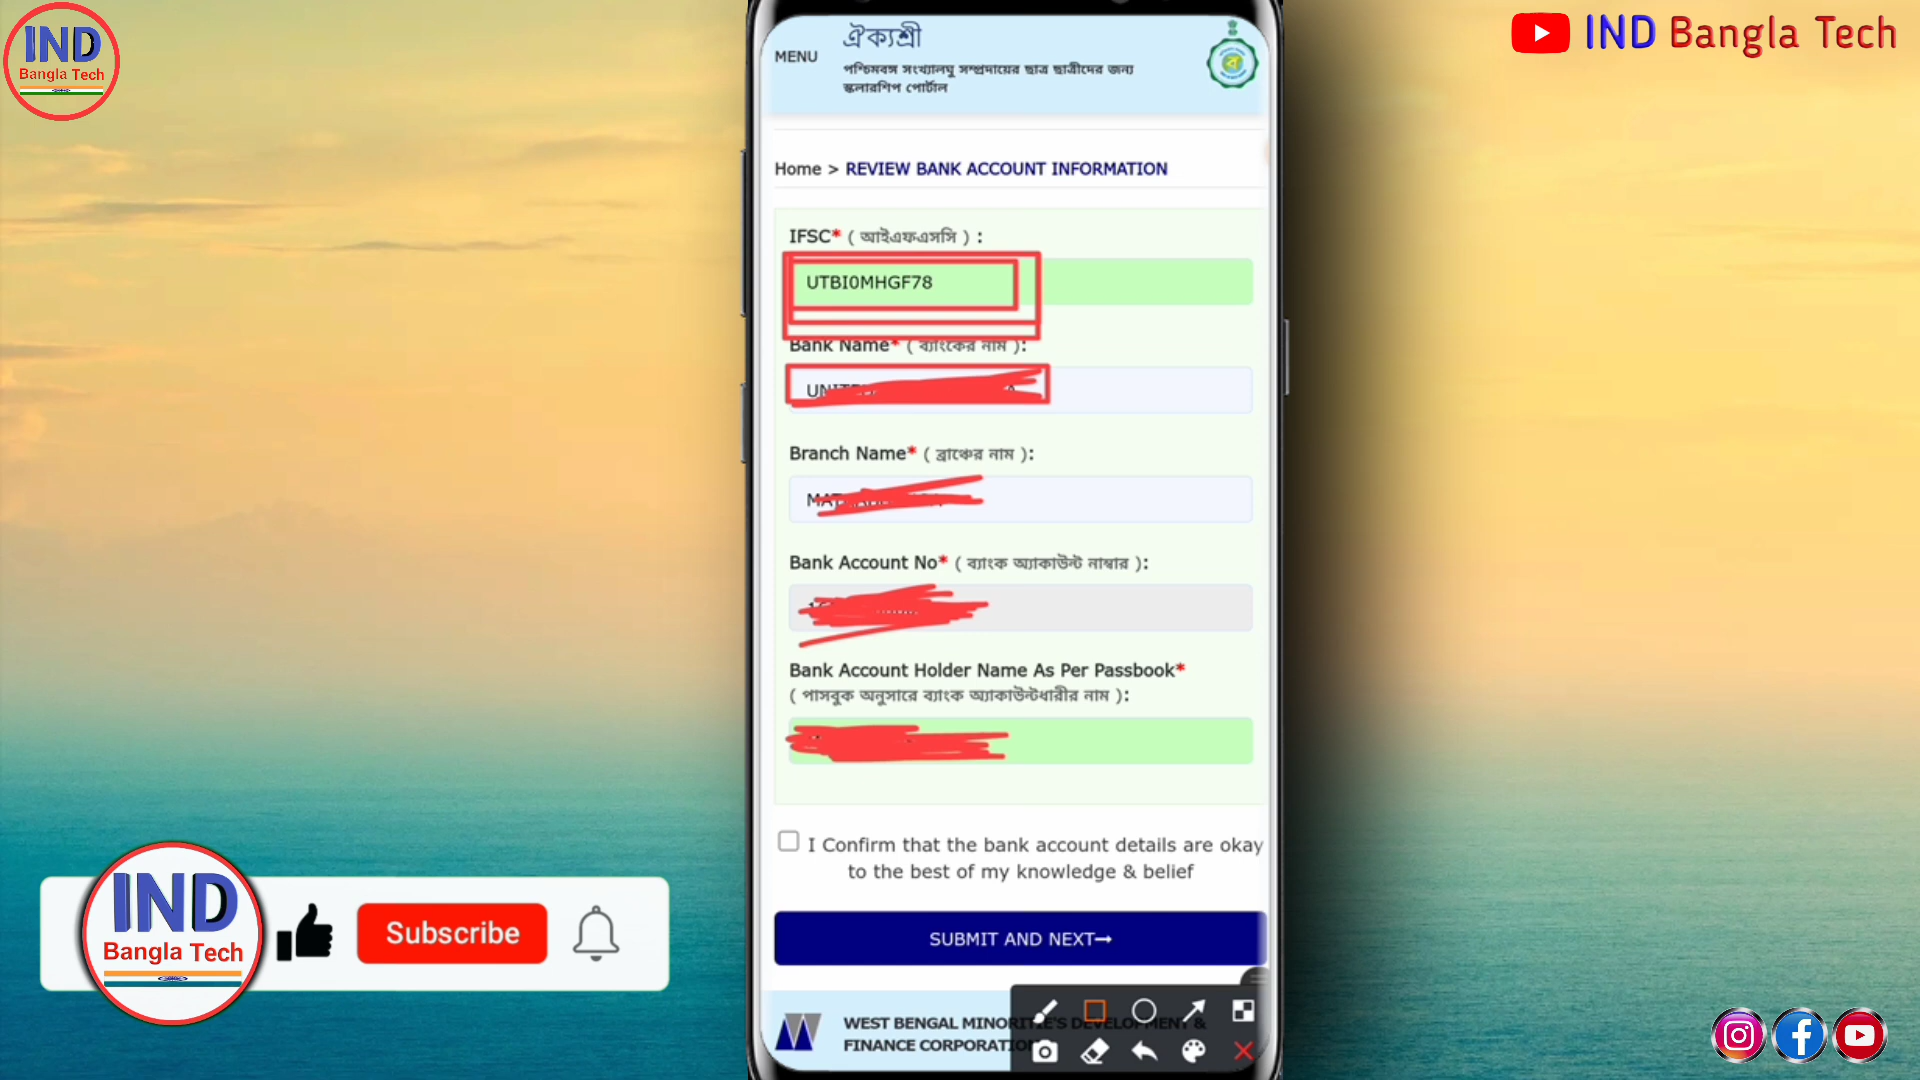 IND
Bangla Tech
IND Bangla Tech
MENU
ঐক্যশ্রী
পশ্চিমবঙ্গ সংখ্যালঘু সম্প্রদায়ের ছাত্র ছাত্রীদের জন্য
স্কলারশিপ পোর্টাল
Home > REVIEW BANK ACCOUNT INFORMATION
IFSC* ( আইএফএসসি ) :
UTBI0MHGF78
Bank Name* ( ব্যাংকের নাম ):
Branch Name* ( ব্রাঞ্চের নাম ):
Bank Account No* ( ব্যাংক অ্যাকাউন্ট নাম্বার ):
Bank Account Holder Name As Per Passbook*
( পাসবুক অনুসারে ব্যাংক অ্যাকাউন্টধারীর নাম ):
I Confirm that the bank account details are okay
to the best of my knowledge & belief
SUBMIT AND NEXT→
WEST BENGAL MINORITIE'S DEVELOPMENT &
FINANCE CORPORATION
IND
Bangla Tech
Subscribe